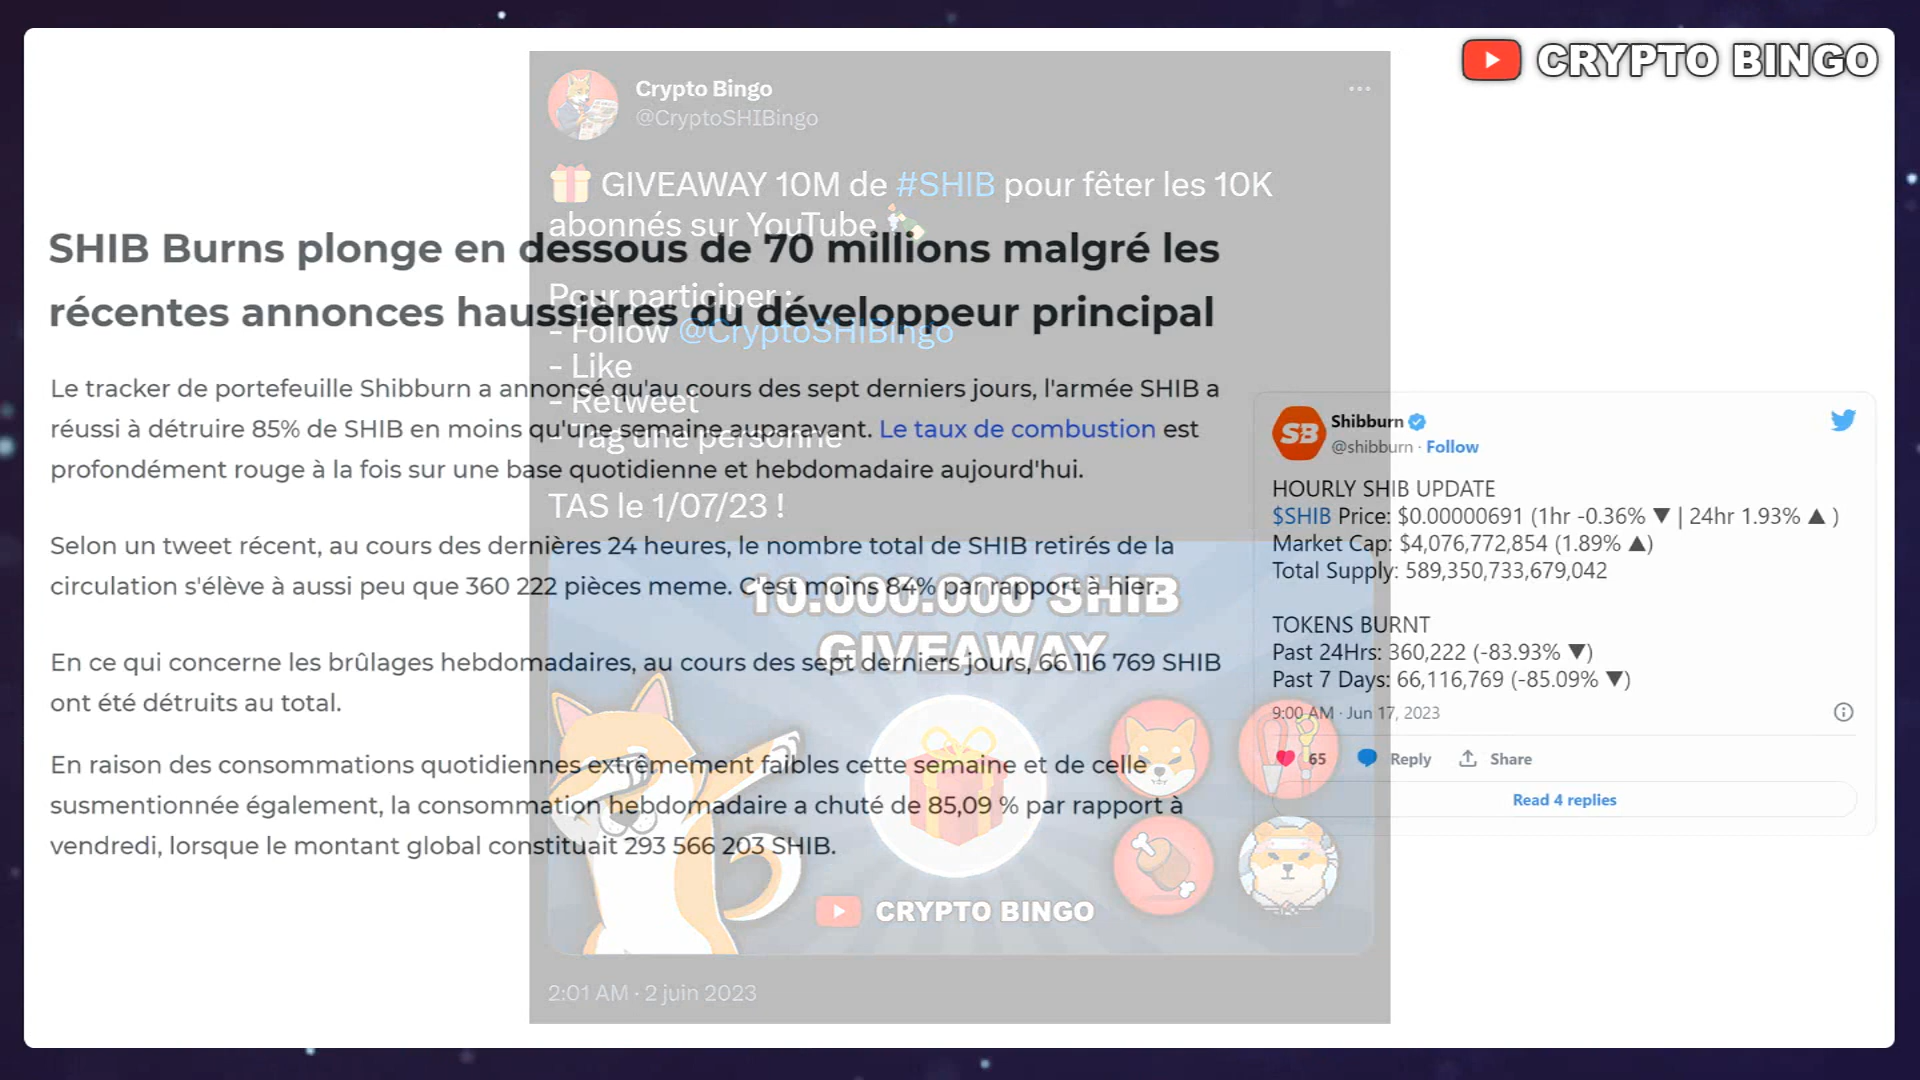 CRYPTO BINGO
Crypto Bingo
@CryptoSHIBingo
GIVEAWAY 10M de #SHIB pour fêter les 10K
abonnés sur YouTube
Pour participer :
- Follow @CryptoSHIBingo
- Like
- Retweet
- Tag une personne
TAS le 1/07/23 !
10.000.000 SHIB
GIVEAWAY
CRYPTO BINGO
2:01 AM · 2 juin 2023
SHIB Burns plonge en dessous de 70 millions malgré les
récentes annonces haussières du développeur principal
Le tracker de portefeuille Shibburn a annoncé qu'au cours des sept derniers jours, l'armée SHIB a
réussi à détruire 85% de SHIB en moins qu'une semaine auparavant. Le taux de combustion est
profondément rouge à la fois sur une base quotidienne et hebdomadaire aujourd'hui.
Selon un tweet récent, au cours des dernières 24 heures, le nombre total de SHIB retirés de la
circulation s'élève à aussi peu que 360 222 pièces meme. C'est moins 84% par rapport à hier.
En ce qui concerne les brûlages hebdomadaires, au cours des sept derniers jours, 66 116 769 SHIB
ont été détruits au total.
En raison des consommations quotidiennes extrêmement faibles cette semaine et de celle
susmentionnée également, la consommation hebdomadaire a chuté de 85,09 % par rapport à
vendredi, lorsque le montant global constituait 293 566 203 SHIB.
SB
Shibburn
@shibburn · Follow
HOURLY SHIB UPDATE
$SHIB Price: $0.00000691 (1hr -0.36% ▼ | 24hr 1.93% ▲ )
Market Cap: $4,076,772,854 (1.89% ▲)
Total Supply: 589,350,733,679,042
TOKENS BURNT
Past 24Hrs: 360,222 (-83.93% ▼)
Past 7 Days: 66,116,769 (-85.09% ▼)
9:00 AM · Jun 17, 2023
65 Reply Share
Read 4 replies